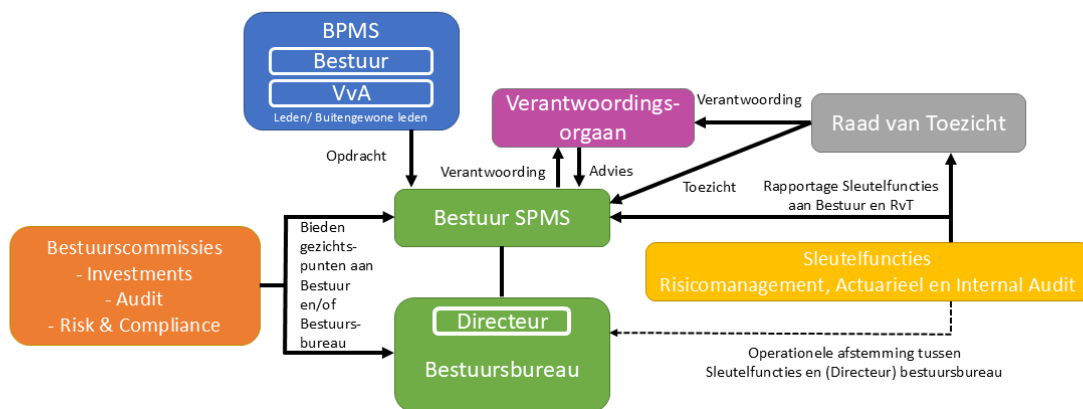 BPMS
Bestuur
VvA
Leden/ Buitengewone leden
Opdracht
Verantwoordings-
orgaan
Verantwoording
Raad van Toezicht
Verantwoording
Advies
Toezicht
Rapportage Sleutelfuncties
aan Bestuur en RvT
Bestuur SPMS
Bestuurscommissies
- Investments
- Audit
- Risk & Compliance
Bieden
gezichts-
punten aan
Bestuur
en/of
Bestuurs-
bureau
Sleutelfuncties
Risicomanagement, Actuarieel en Internal Audit
Directeur
Bestuursbureau
Operationele afstemming tussen
Sleutelfuncties en (Directeur) bestuursbureau